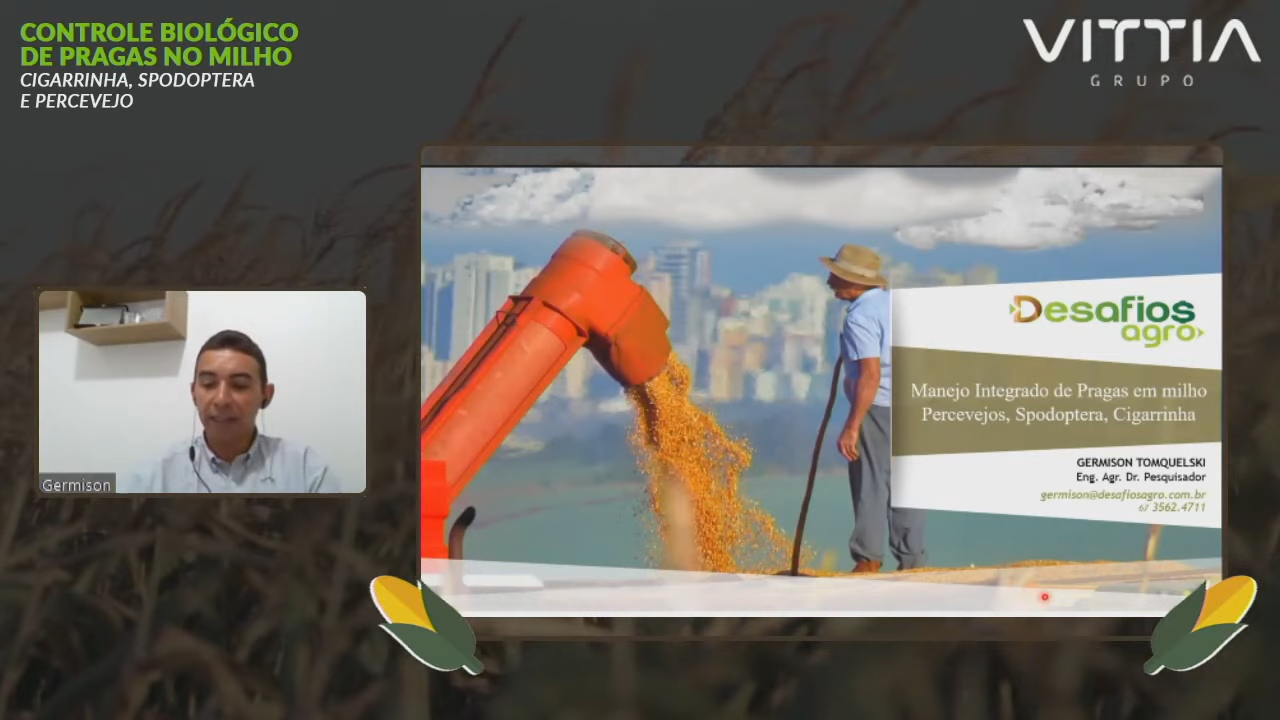 CONTROLE BIOLÓGICO
DE PRAGAS NO MILHO
CIGARRINHA, SPODOPTERA
E PERCEVEJO
VITTIA
GRUPO
Desafios
agro
Manejo Integrado de Pragas em milho
Percevejos, Spodoptera, Cigarrinha
GERMISON TOMQUELSKI
Eng. Agr. Dr. Pesquisador
germison@desafiosagro.com.br
67 3562.4711
Germison